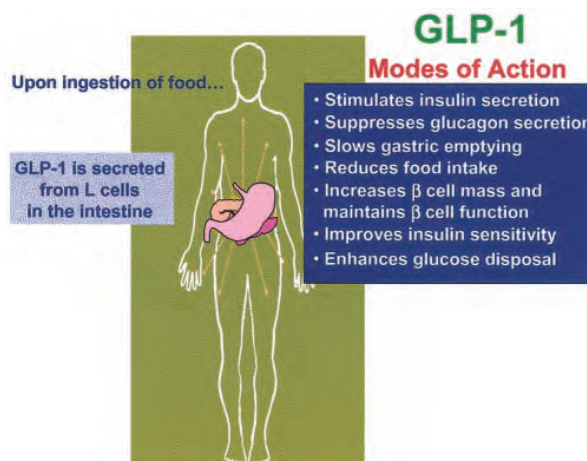 GLP-1
Modes of Action
Upon ingestion of food…
GLP-1 is secreted
from L cells
in the intestine
• Stimulates insulin secretion
• Suppresses glucagon secretion
• Slows gastric emptying
• Reduces food intake
• Increases β cell mass and
maintains β cell function
• Improves insulin sensitivity
• Enhances glucose disposal